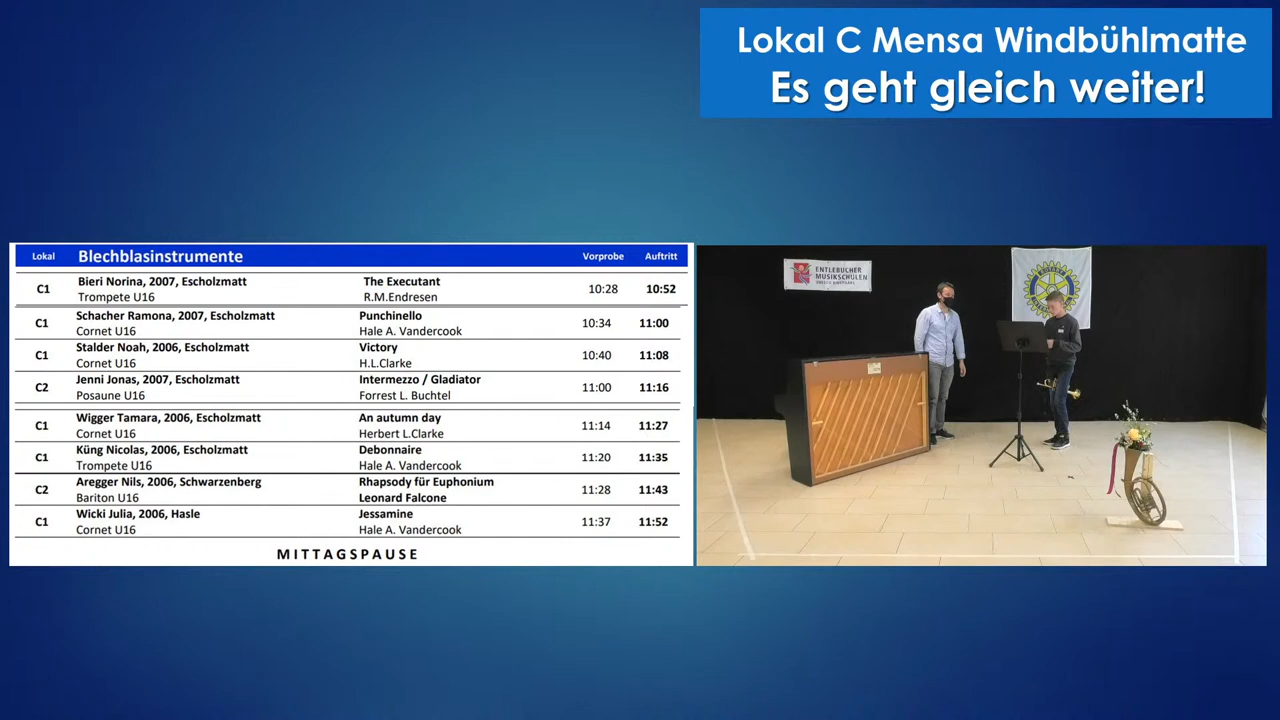 Lokal C Mensa Windbühlmatte
Es geht gleich weiter!
Lokal Blechblasinstrumente Vorprobe Auftritt
C1 Bieri Norina, 2007, Escholzmatt The Executant 10:28 10:52
Trompete U16 R.M.Endresen
C1 Schacher Ramona, 2007, Escholzmatt Punchinello 10:34 11:00
Cornet U16 Hale A. Vandercook
C1 Stalder Noah, 2006, Escholzmatt Victory 10:40 11:08
Cornet U16 H.L.Clarke
C2 Jenni Jonas, 2007, Escholzmatt Intermezzo / Gladiator 11:00 11:16
Posaune U16 Forrest L. Buchtel
C1 Wigger Tamara, 2006, Escholzmatt An autumn day 11:14 11:27
Cornet U16 Herbert L.Clarke
C1 Küng Nicolas, 2006, Escholzmatt Debonnaire 11:20 11:35
Trompete U16 Hale A. Vandercook
C2 Aregger Nils, 2006, Schwarzenberg Rhapsody für Euphonium 11:28 11:43
Bariton U16 Leonard Falcone
C1 Wicki Julia, 2006, Hasle Jessamine 11:37 11:52
Cornet U16 Hale A. Vandercook
MITTAGSPAUSE
ENTLEBUCHER
MUSIKSCHULEN
ROTARY